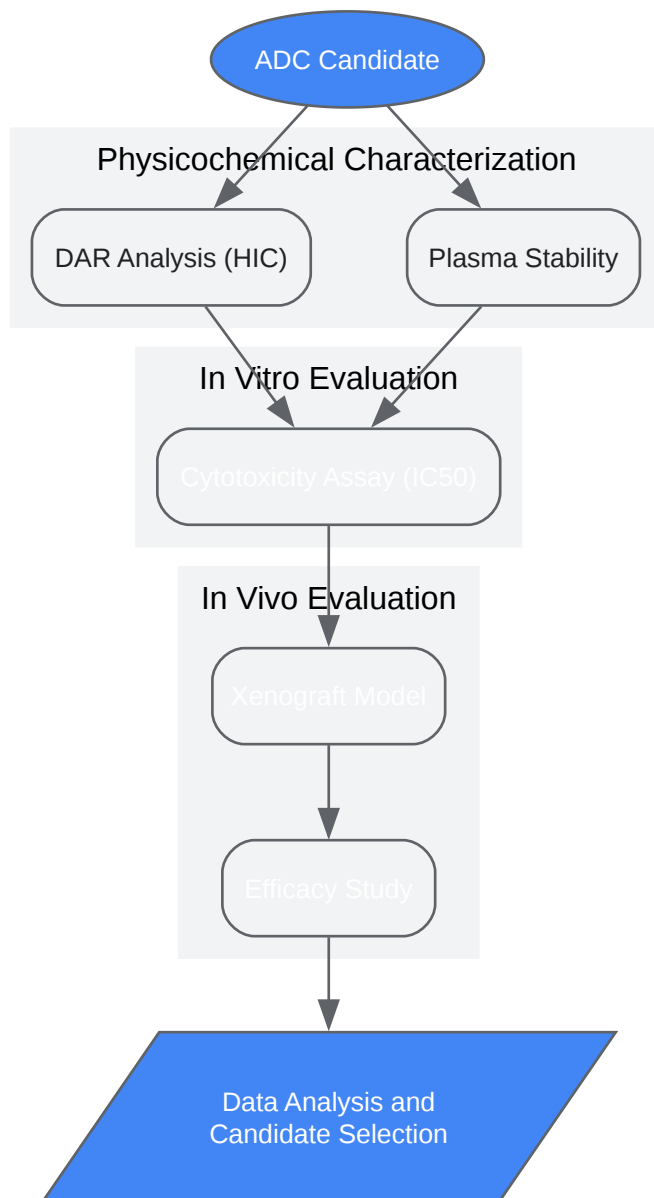 ADC Candidate
Physicochemical Characterization
DAR Analysis (HIC)
Plasma Stability
In Vitro Evaluation
Cytotoxicity Assay (IC50)
In Vivo Evaluation
Xenograft Model
Efficacy Study
Data Analysis and
Candidate Selection